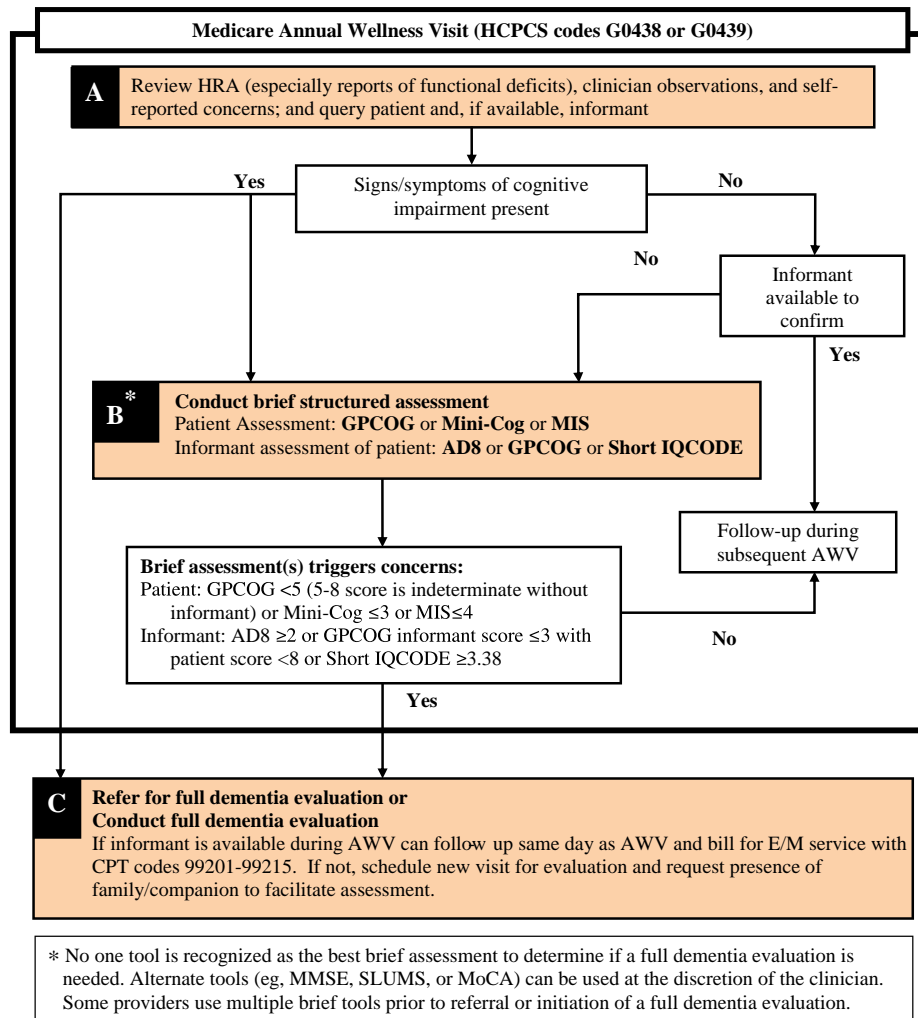 Medicare Annual Wellness Visit (HCPCS codes G0438 or G0439)
A
Review HRA (especially reports of functional deficits), clinician observations, and self-
reported concerns; and query patient and, if available, informant
Yes
Signs/symptoms of cognitive
impairment present
No
No
Informant
available to
confirm
Yes
B*
Conduct brief structured assessment
Patient Assessment: GPCOG or Mini-Cog or MIS
Informant assessment of patient: AD8 or GPCOG or Short IQCODE
Follow-up during
subsequent AWV
Brief assessment(s) triggers concerns:
Patient: GPCOG <5 (5-8 score is indeterminate without
informant) or Mini-Cog ≤3 or MIS≤4
Informant: AD8 ≥2 or GPCOG informant score ≤3 with
patient score <8 or Short IQCODE ≥3.38
No
Yes
C
Refer for full dementia evaluation or
Conduct full dementia evaluation
If informant is available during AWV can follow-up same day as AWV and bill for E/M service with
CPT codes 99201-99215. If not, schedule new visit for evaluation and request presence of
family/companion to facilitate assessment.
* No one tool is recognized as the best brief assessment to determine if a full dementia evaluation is
needed. Alternate tools (eg, MMSE, SLUMS, or MoCA) can be used at the discretion of the clinician.
Some providers use multiple brief tools prior to referral or initiation of a full dementia evaluation.